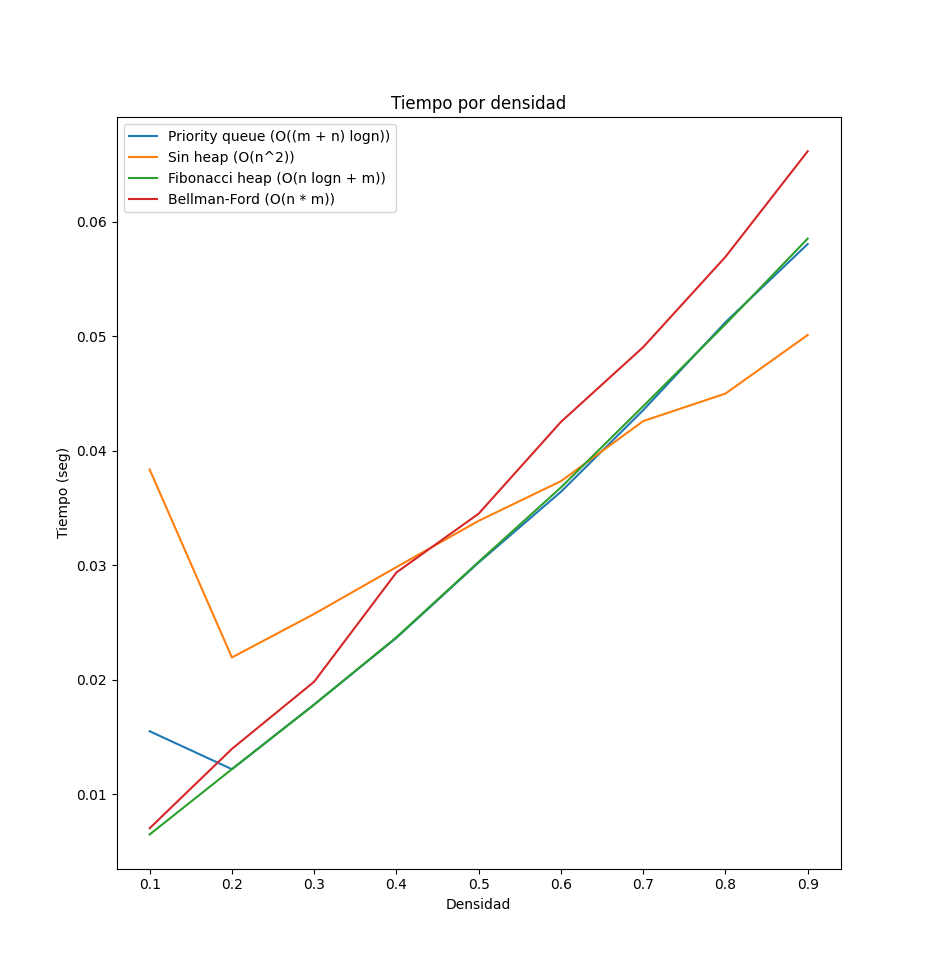 Tiempo por densidad
Priority queue (O((m + n) logn))
Sin heap (O(n^2))
Fibonacci heap (O(n logn + m))
Bellman-Ford (O(n * m))
0.06
0.05
0.04
0.03
0.02
0.01
Tiempo (seg)
0.1 0.2 0.3 0.4 0.5 0.6 0.7 0.8 0.9
Densidad